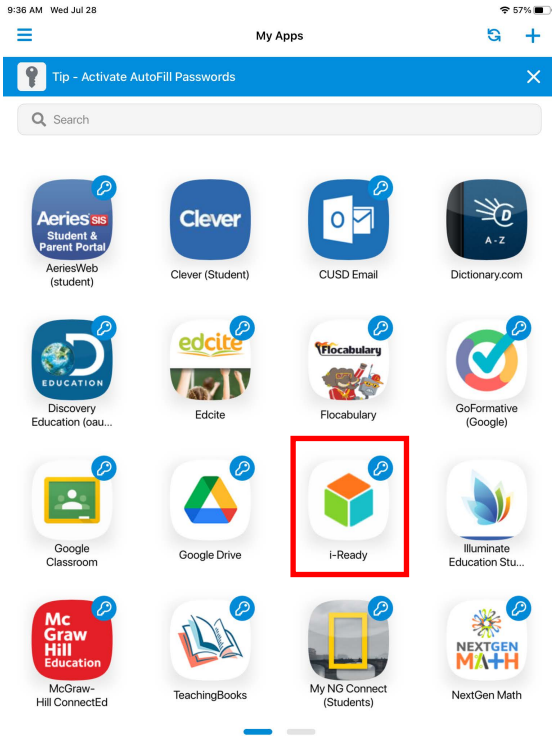 9:36 AM Wed Jul 28
57%
My Apps
Tip - Activate AutoFill Passwords
Search
Aeries SIS
Student &
Parent Portal
AeriesWeb
(student)
Clever
Clever (Student)
O
CUSD Email
D
A - Z
Dictionary.com
D
EDUCATION
Discovery
Education (oau...
edcite
Edcite
Flocabulary
Flocabulary
GoFormative
(Google)
Google
Classroom
Google Drive
i-Ready
Illuminate
Education Stu...
Mc
Graw
Hill
Education
McGraw-
Hill ConnectEd
TeachingBooks
My NG Connect
(Students)
NEXTGEN
MATH
NextGen Math